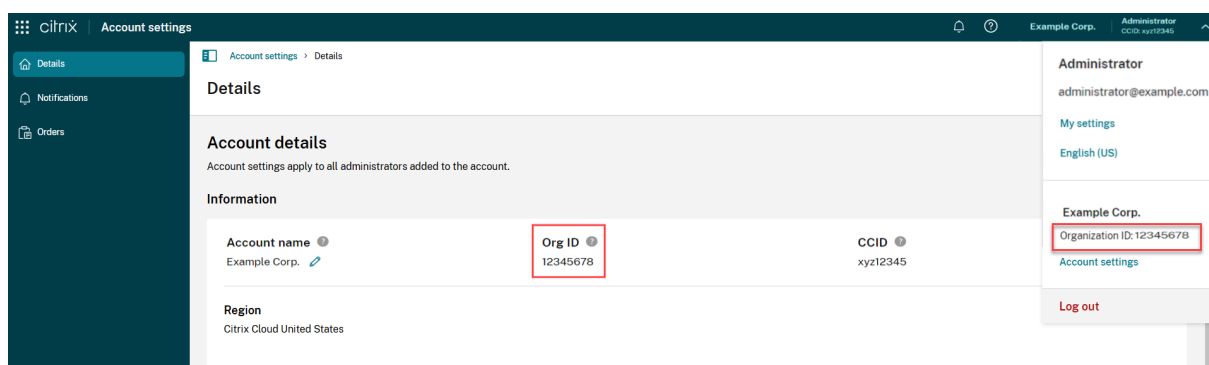 citrix | Account settings
Example Corp.
Administrator
CCID: xyz12345
Details
Notifications
Orders
Account settings > Details
Details
Account details
Account settings apply to all administrators added to the account.
Information
Account name
Example Corp.
Org ID
12345678
CCID
xyz12345
Region
Citrix Cloud United States
Administrator
administrator@example.com
My settings
English (US)
Example Corp.
Organization ID: 12345678
Account settings
Log out